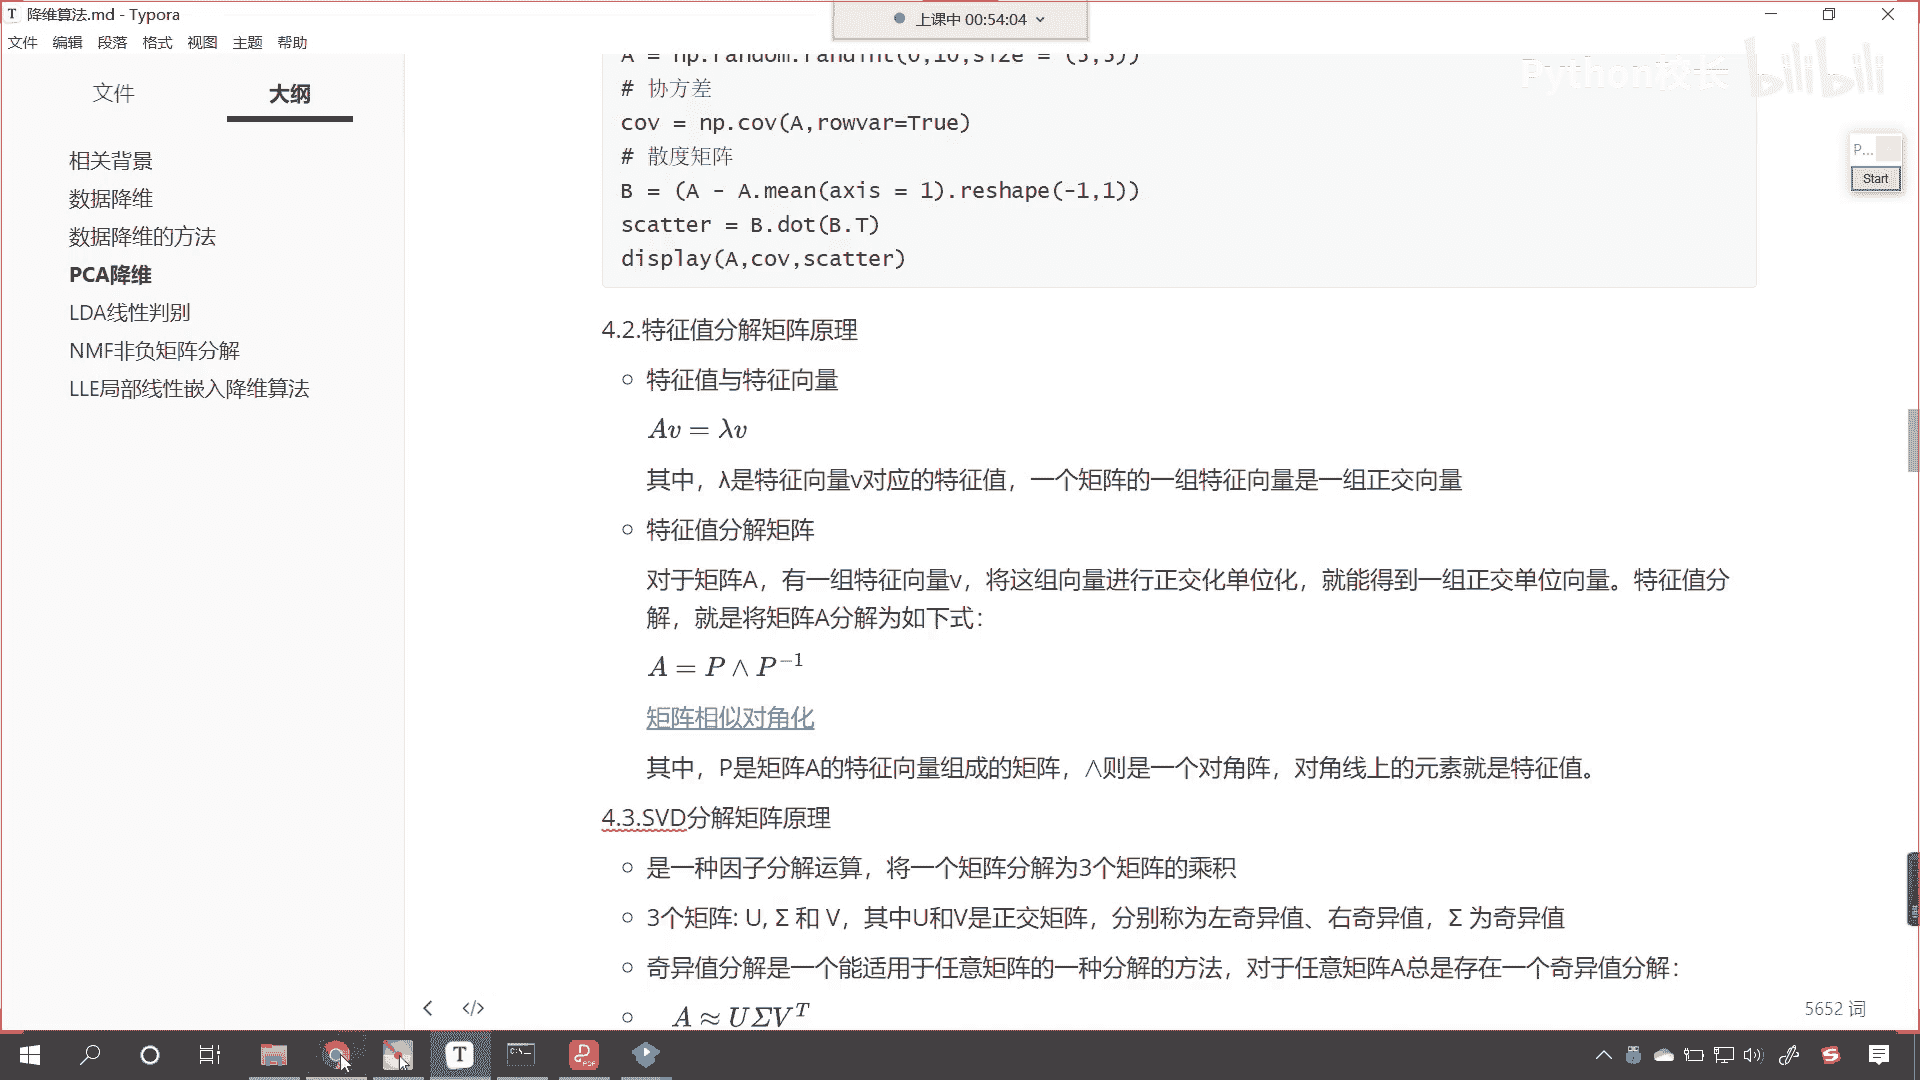 降维算法.md - Typora
上课中 00:54:04
文件 编辑 段落 格式 视图 主题 帮助
Python校长 bilibili
文件 大纲
相关背景
数据降维
数据降维的方法
PCA降维
LDA线性判别
NMF非负矩阵分解
LLE局部线性嵌入降维算法
A = np.random.randint(0,10,size = (5,5))
# 协方差
cov = np.cov(A,rowvar=True)
# 散度矩阵
B = (A - A.mean(axis = 1).reshape(-1,1))
scatter = B.dot(B.T)
display(A,cov,scatter)
P...
Start
4.2.特征值分解矩阵原理
特征值与特征向量
Av = λv
其中，λ是特征向量v对应的特征值，一个矩阵的一组特征向量是一组正交向量
特征值分解矩阵
对于矩阵A，有一组特征向量v，将这组向量进行正交化单位化，就能得到一组正交单位向量。特征值分
解，就是将矩阵A分解为如下式：
A = P ∧ P⁻¹
矩阵相似对角化
其中，P是矩阵A的特征向量组成的矩阵，∧则是一个对角阵，对角线上的元素就是特征值。
4.3.SVD分解矩阵原理
是一种因子分解运算，将一个矩阵分解为3个矩阵的乘积
3个矩阵: U, Σ 和 V，其中U和V是正交矩阵，分别称为左奇异值、右奇异值，Σ 为奇异值
奇异值分解是一个能适用于任意矩阵的一种分解的方法，对于任意矩阵A总是存在一个奇异值分解：
A ≈ UΣVᵀ
5652 词